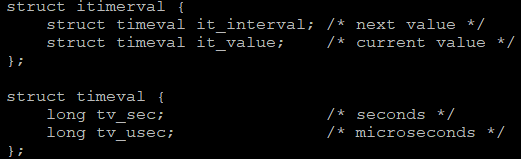 struct itimerval {
    struct timeval it_interval; /* next value */
    struct timeval it_value;    /* current value */
};

struct timeval {
    long tv_sec;                /* seconds */
    long tv_usec;               /* microseconds */
};